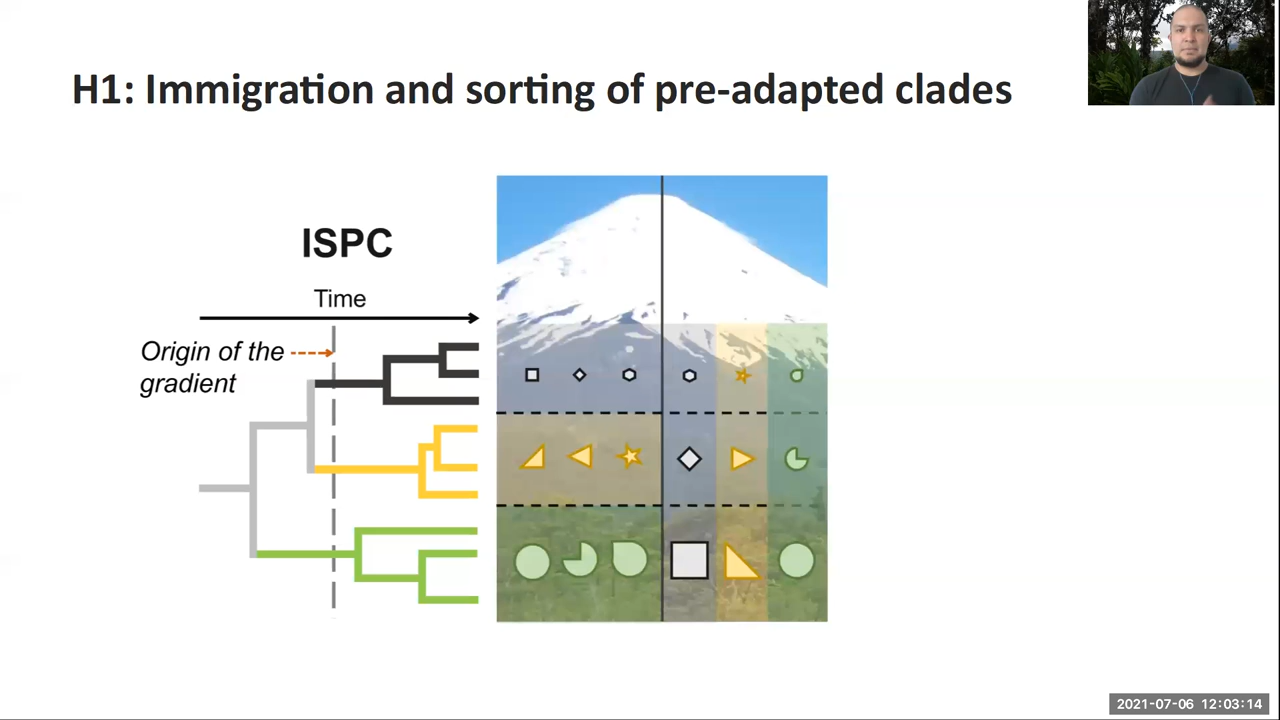 H1: Immigration and sorting of pre-adapted clades
ISPC
Time
Origin of the
gradient
2021-07-06 12:03:14